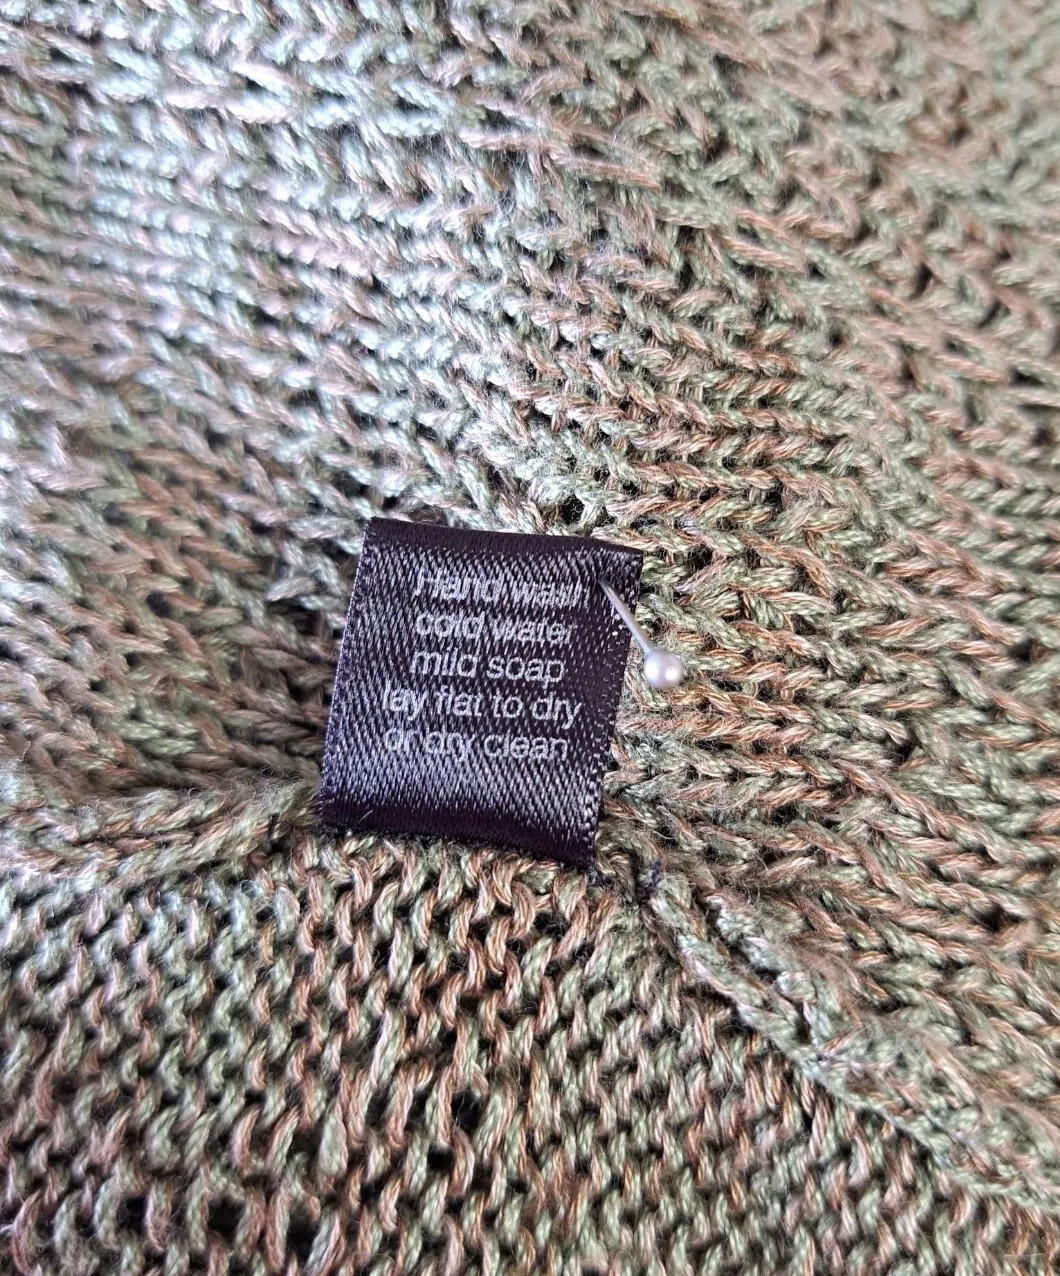 Hand wash
cold water
mild soap
lay flat to dry
or dry clean